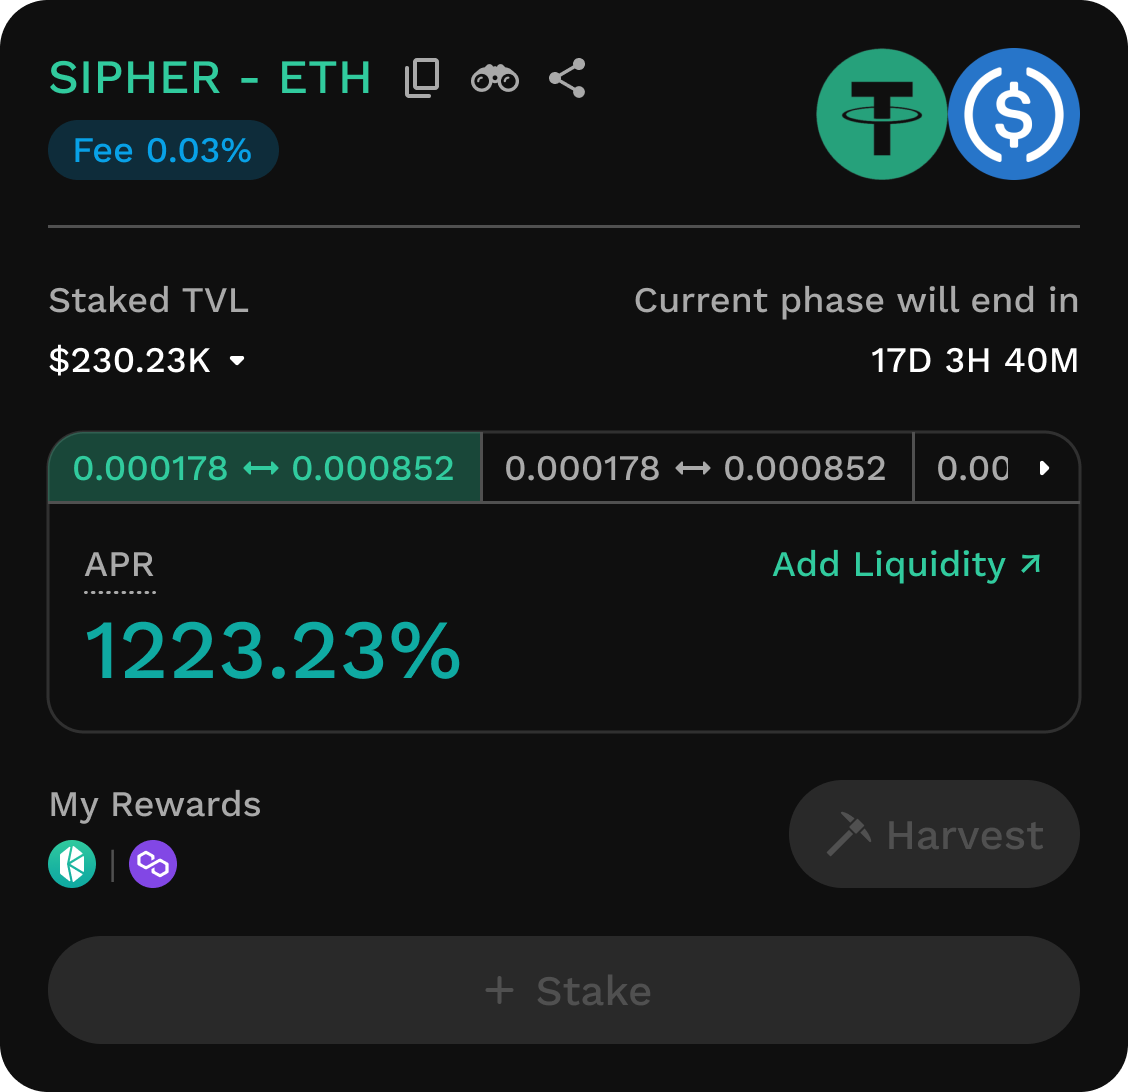 SIPHER - ETH
Fee 0.03%
Staked TVL
Current phase will end in
$230.23K
17D 3H 40M
0.000178 ↔ 0.000852
0.000178 ↔ 0.000852
0.00
APR
Add Liquidity ↗
1223.23%
My Rewards
Harvest
+ Stake